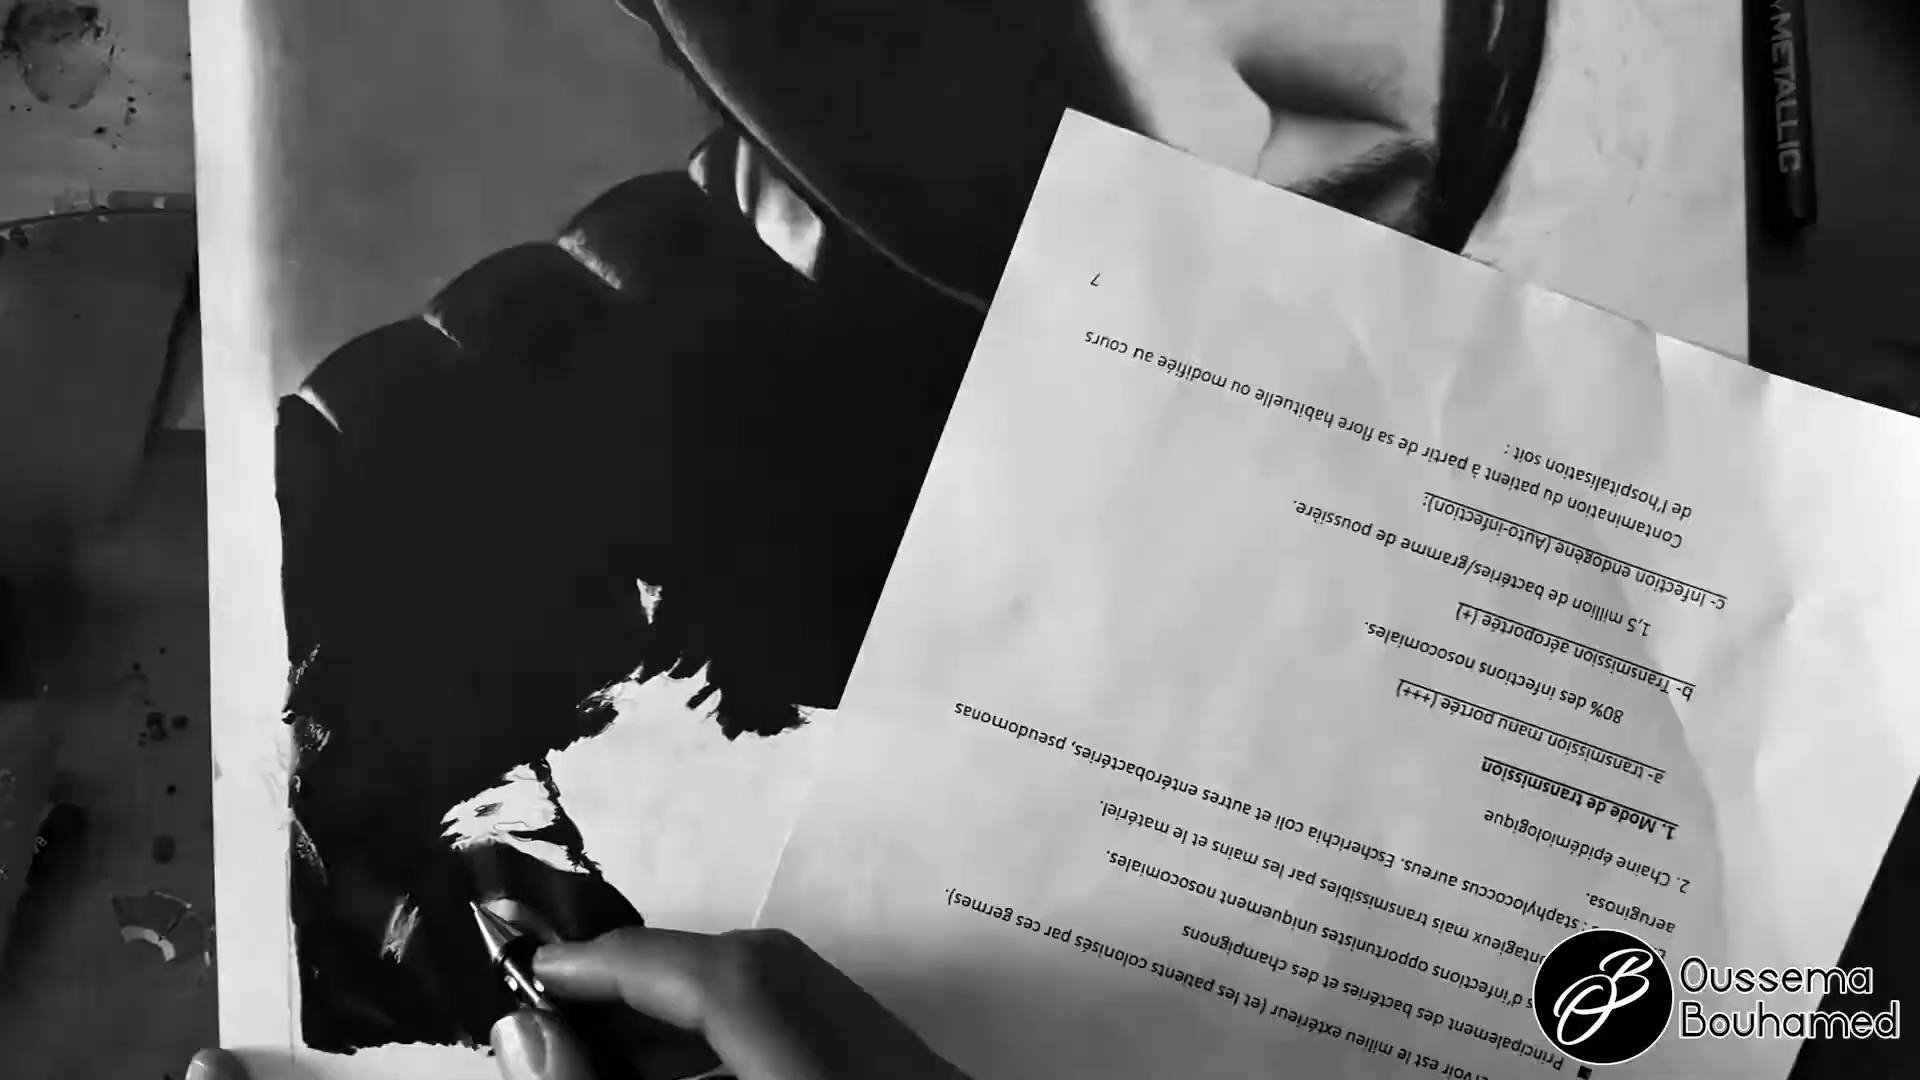 METALLIC
rvoir est le milieu extérieur (et les patients colonisés par ces germes).
Principalement des bactéries et des champignons
d'infections opportunistes uniquement nosocomiales.
ontagieux mais transmissibles par les mains et le matériel.
: staphylococcus aureus. Escherichia coli et autres entérobactéries, pseudomonas
aeruginosa.
2. Chaine épidémiologique
1. Mode de transmission
a- transmission manu portée (+++)
80% des infections nosocomiales.
b- Transmission aéroportée (+)
1,5 million de bactéries/gramme de poussière.
c- Infection endogène (Auto-infection):
Contamination du patient à partir de sa flore habituelle ou modifiée au cours
de l'hospitalisation soit :
7
Oussema
Bouhamed